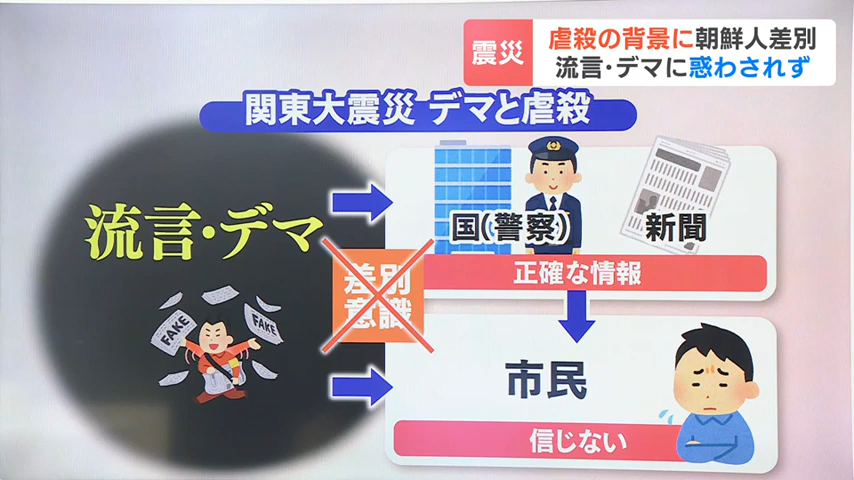 震災
虐殺の背景に朝鮮人差別
流言・デマに惑わされず
関東大震災 デマと虐殺
流言・デマ
FAKE
FAKE
差別
意識
国(警察)
新聞
正確な情報
市民
信じない